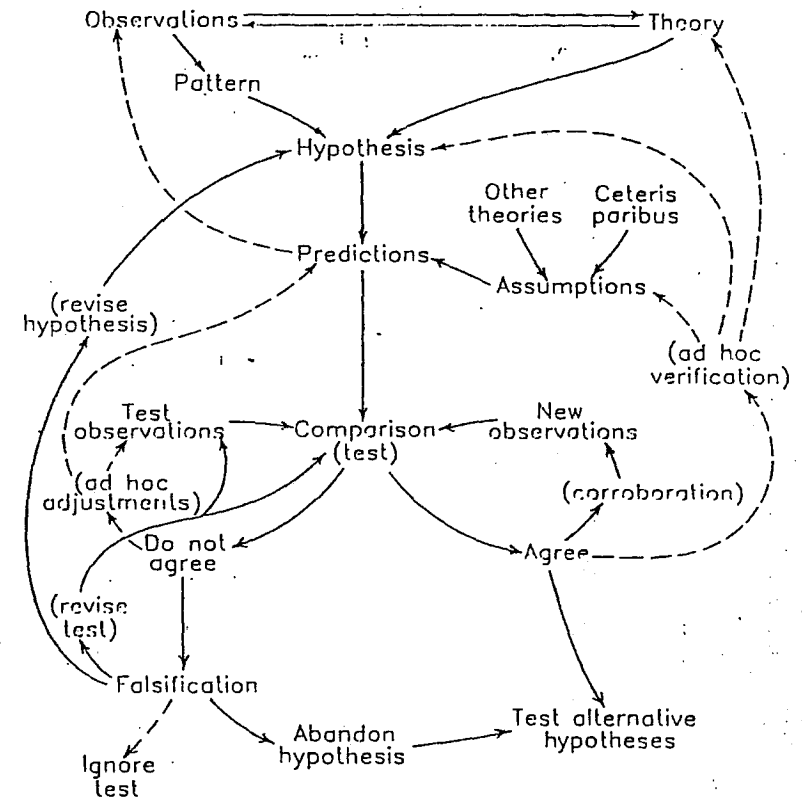 Observations
Theory
Pattern
Hypothesis
Other
theories
Ceteris
paribus
Predictions
Assumptions
(revise
hypothesis)
(ad hoc
verification)
Test
observations
Comparison
(test)
New
observations
(ad hoc
adjustments)
(corroboration)
Do not
agree
Agree
(revise
test)
Falsification
Abandon
hypothesis
Test alternative
hypotheses
Ignore
test